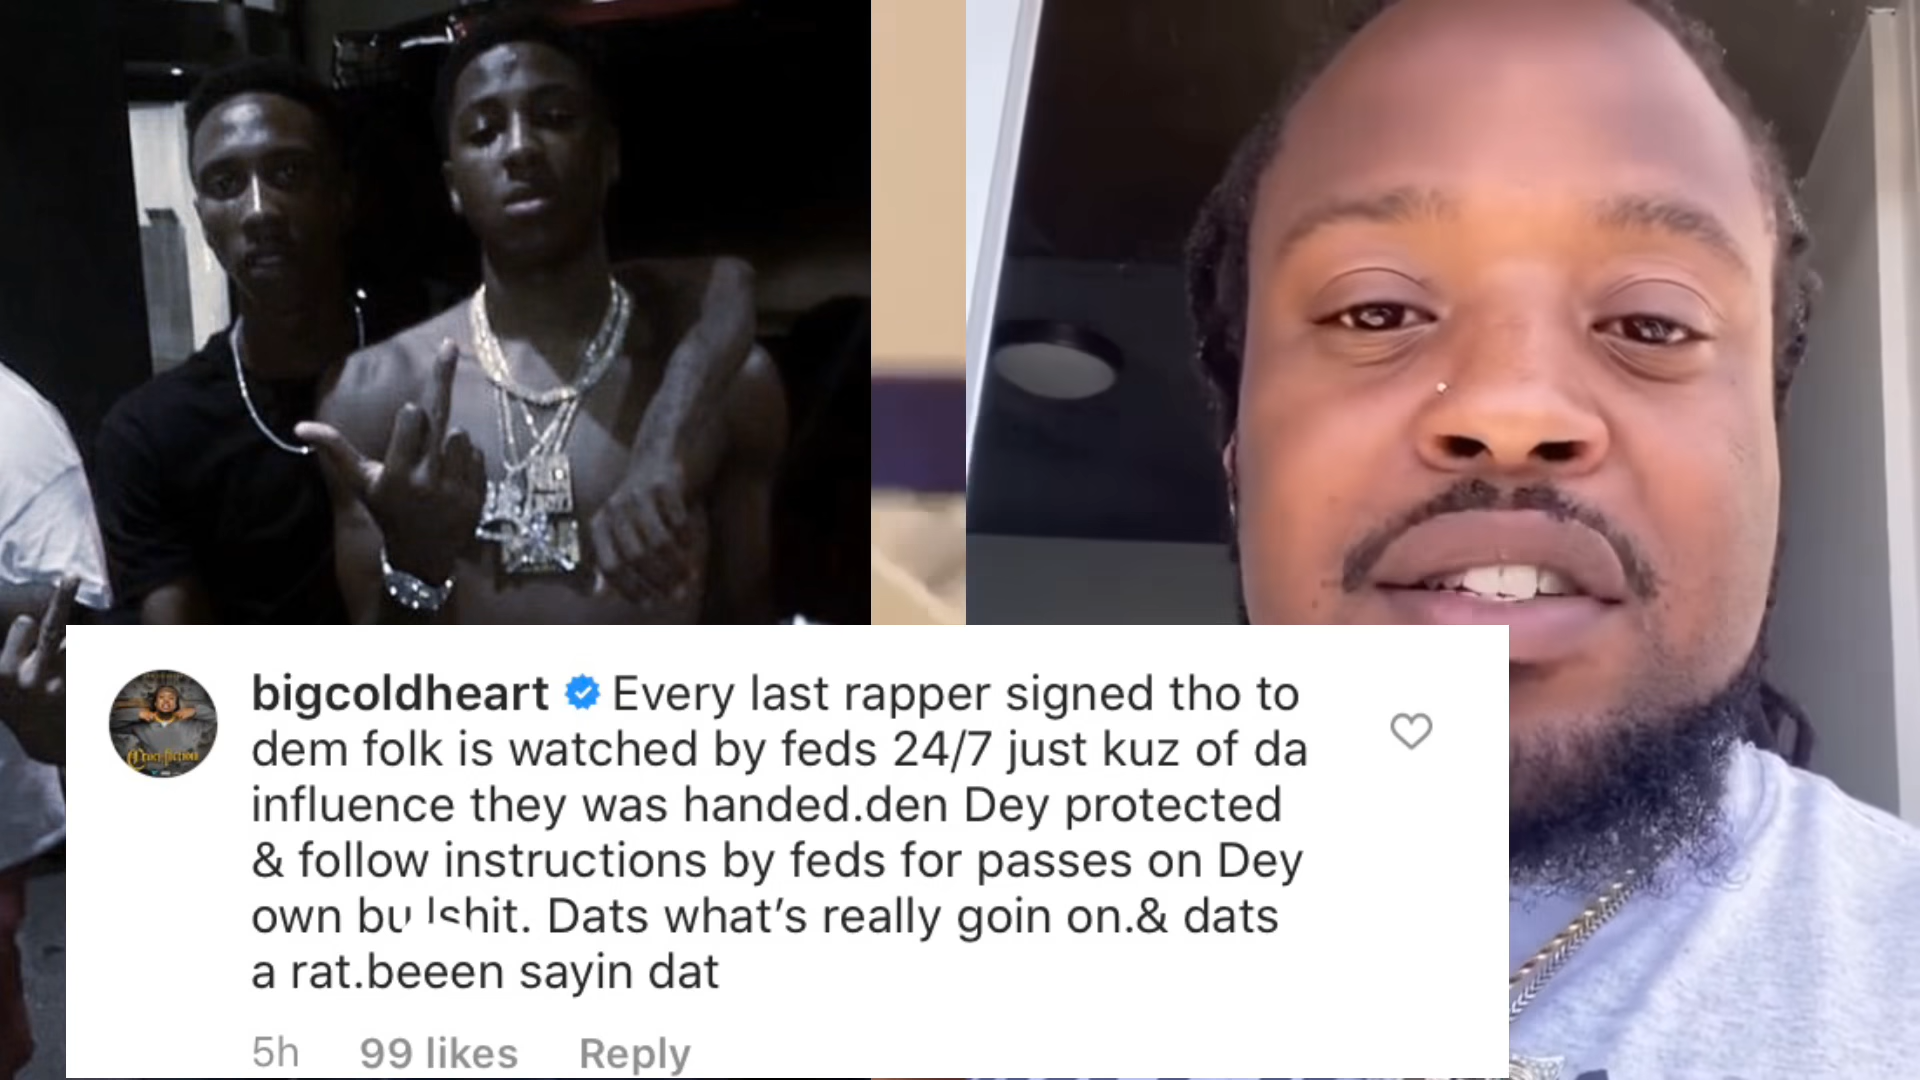 bigcoldheart Every last rapper signed tho to
dem folk is watched by feds 24/7 just kuz of da
influence they was handed.den Dey protected
& follow instructions by feds for passes on Dey
own bullshit. Dats what's really goin on.& dats
a rat.beeen sayin dat
5h 99 likes Reply